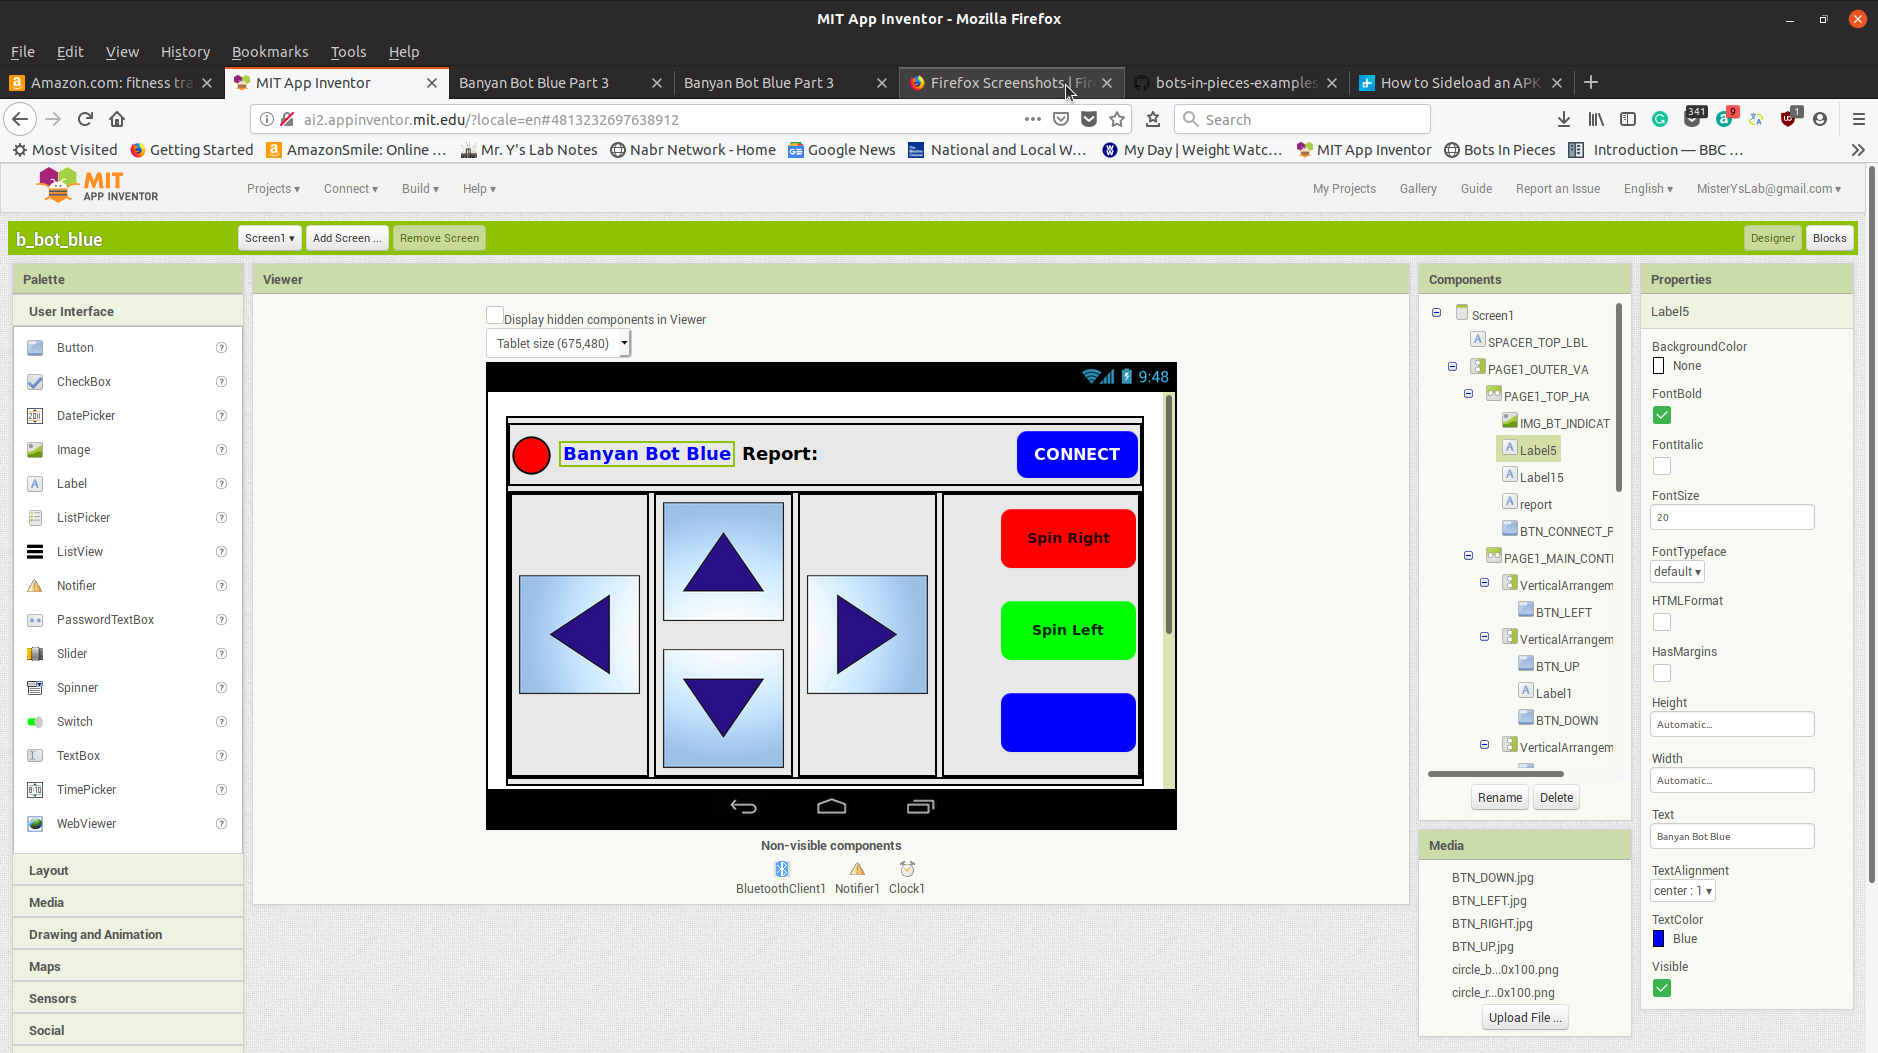 MIT App Inventor - Mozilla Firefox
File Edit View History Bookmarks Tools Help
Amazon.com: fitness tra
MIT App Inventor
Banyan Bot Blue Part 3
Banyan Bot Blue Part 3
Firefox Screenshots | Fir
bots-in-pieces-examples
How to Sideload an APK
ai2.appinventor.mit.edu/?locale=en#4813232697638912
Search
341
9
1
Most Visited
Getting Started
AmazonSmile: Online …
Mr. Y's Lab Notes
Nabr Network - Home
Google News
National and Local W…
My Day | Weight Watc…
MIT App Inventor
Bots In Pieces
Introduction — BBC …
MIT
APP INVENTOR
Projects ▾ Connect ▾ Build ▾ Help ▾
My Projects Gallery Guide Report an Issue English ▾ MisterYsLab@gmail.com ▾
b_bot_blue
Screen1 ▾ Add Screen ... Remove Screen
Designer Blocks
Palette
User Interface
Button
CheckBox
DatePicker
Image
Label
ListPicker
ListView
Notifier
PasswordTextBox
Slider
Spinner
Switch
TextBox
TimePicker
WebViewer
Layout
Media
Drawing and Animation
Maps
Sensors
Social
Viewer
Display hidden components in Viewer
Tablet size (675,480)
9:48
Banyan Bot Blue Report:
CONNECT
Spin Right
Spin Left
Non-visible components
BluetoothClient1 Notifier1 Clock1
Components
Screen1
SPACER_TOP_LBL
PAGE1_OUTER_VA
PAGE1_TOP_HA
IMG_BT_INDICAT
Label5
Label15
report
BTN_CONNECT_P
PAGE1_MAIN_CONTI
VerticalArrangem
BTN_LEFT
VerticalArrangem
BTN_UP
Label1
BTN_DOWN
VerticalArrangem
Rename Delete
Media
BTN_DOWN.jpg
BTN_LEFT.jpg
BTN_RIGHT.jpg
BTN_UP.jpg
circle_b...0x100.png
circle_r...0x100.png
Upload File ...
Properties
Label5
BackgroundColor
None
FontBold
FontItalic
FontSize
20
FontTypeface
default ▾
HTMLFormat
HasMargins
Height
Automatic...
Width
Automatic...
Text
Banyan Bot Blue
TextAlignment
center : 1 ▾
TextColor
Blue
Visible